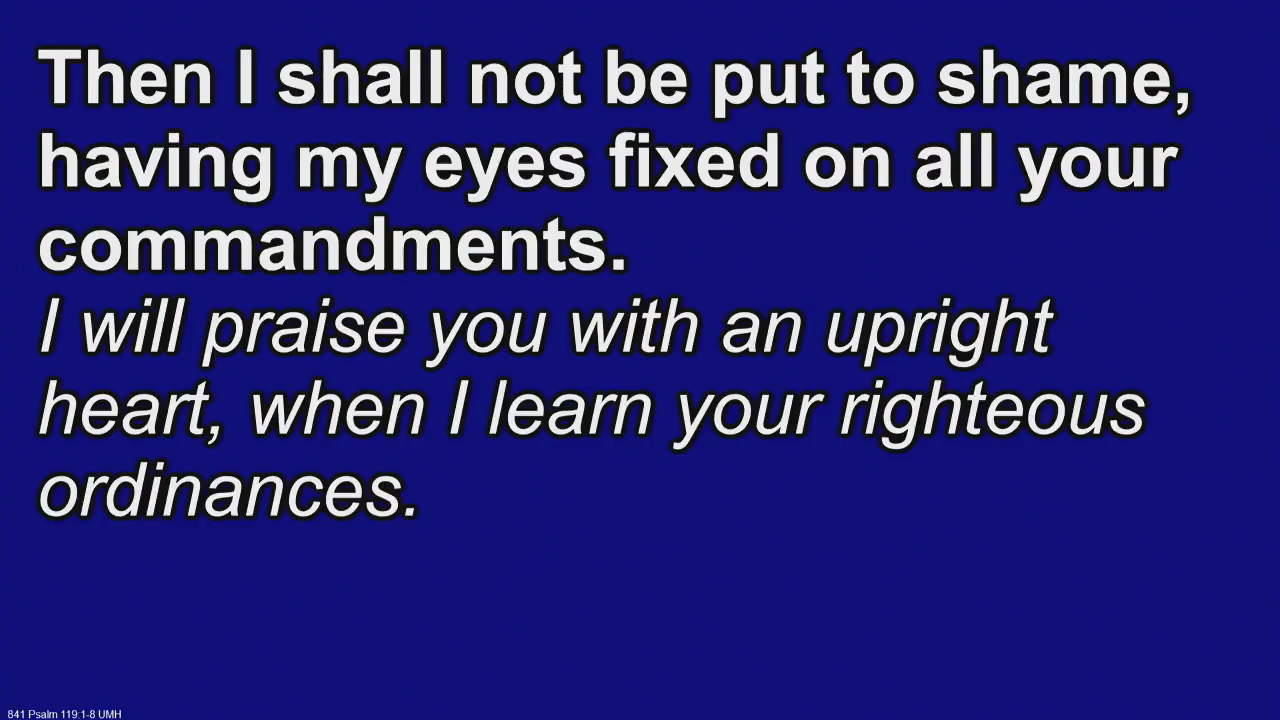 Then I shall not be put to shame,
having my eyes fixed on all your
commandments.
I will praise you with an upright
heart, when I learn your righteous
ordinances.
841 Psalm 119:1-8 UMH